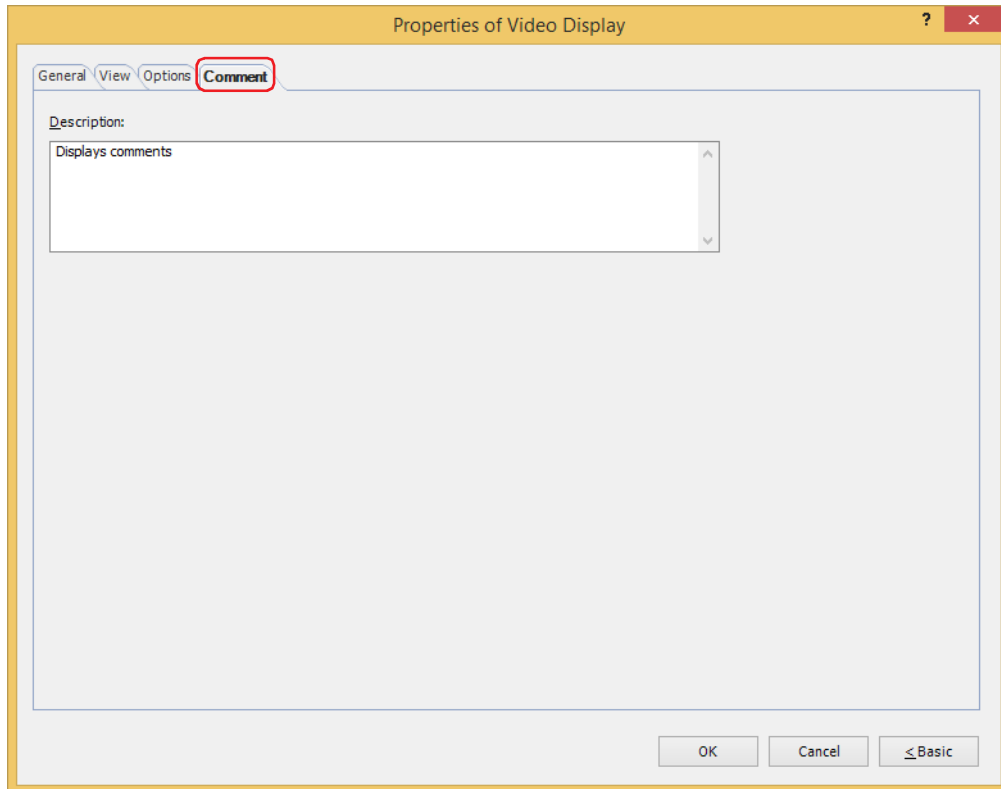 Properties of Video Display
?
General View Options Comment
Description:
Displays comments
OK Cancel < Basic